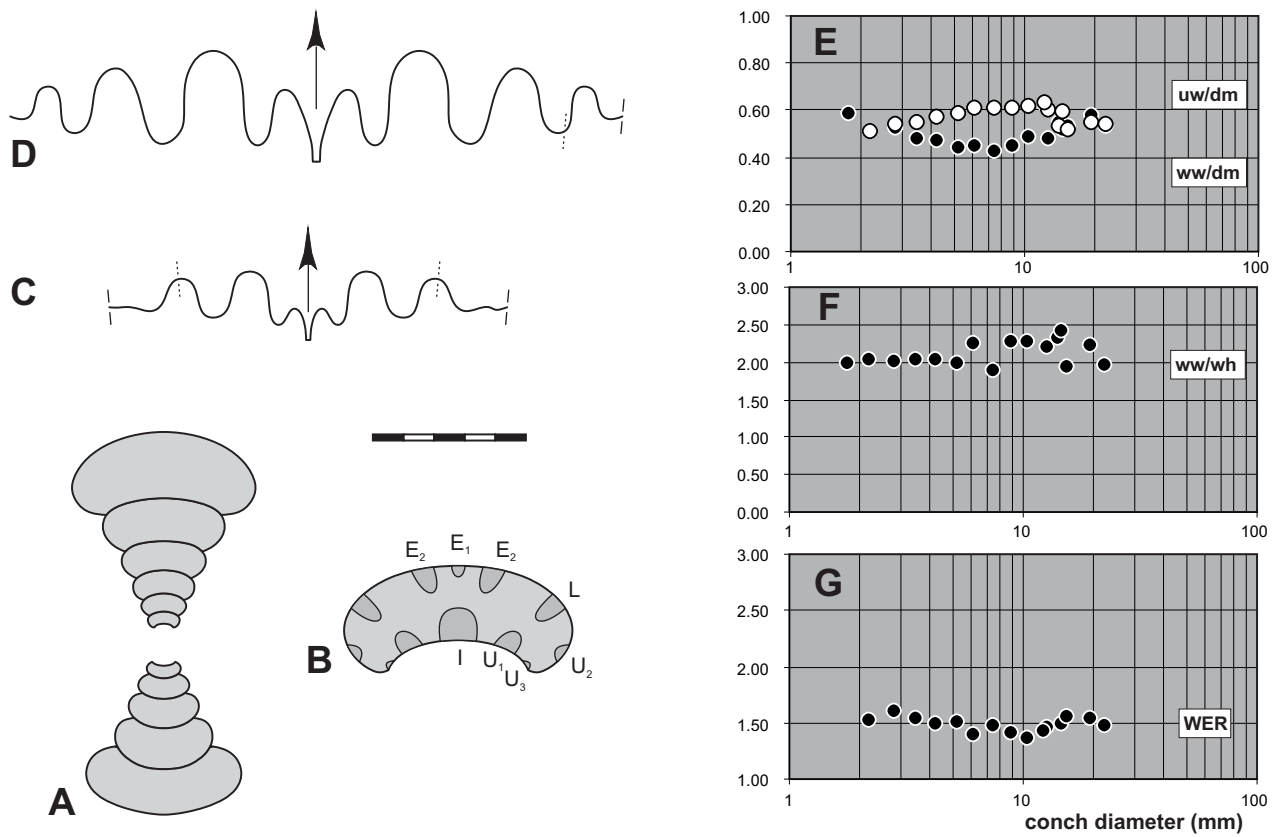 D
C
A
B
E₂
E₁
E₂
L
I
U₁
U₃
U₂
E
1.00
0.80
0.60
0.40
0.20
0.00
uw/dm
ww/dm
1 10 100
F
3.00
2.50
2.00
1.50
1.00
0.50
0.00
ww/wh
1 10 100
G
3.00
2.50
2.00
1.50
1.00
WER
1 10 100
conch diameter (mm)